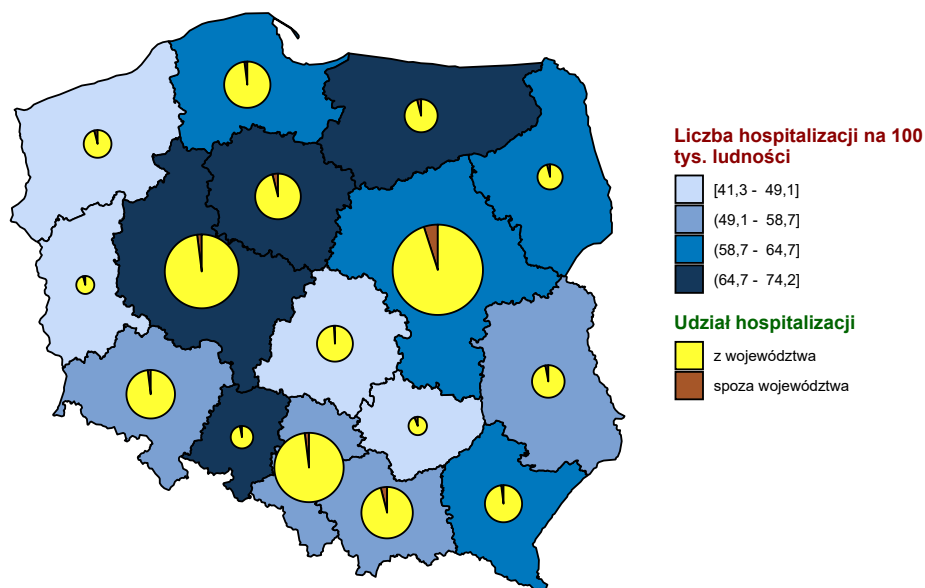 Liczba hospitalizacji na 100
tys. ludności
[41,3 - 49,1]
(49,1 - 58,7]
(58,7 - 64,7]
(64,7 - 74,2]
Udział hospitalizacji
z województwa
spoza województwa